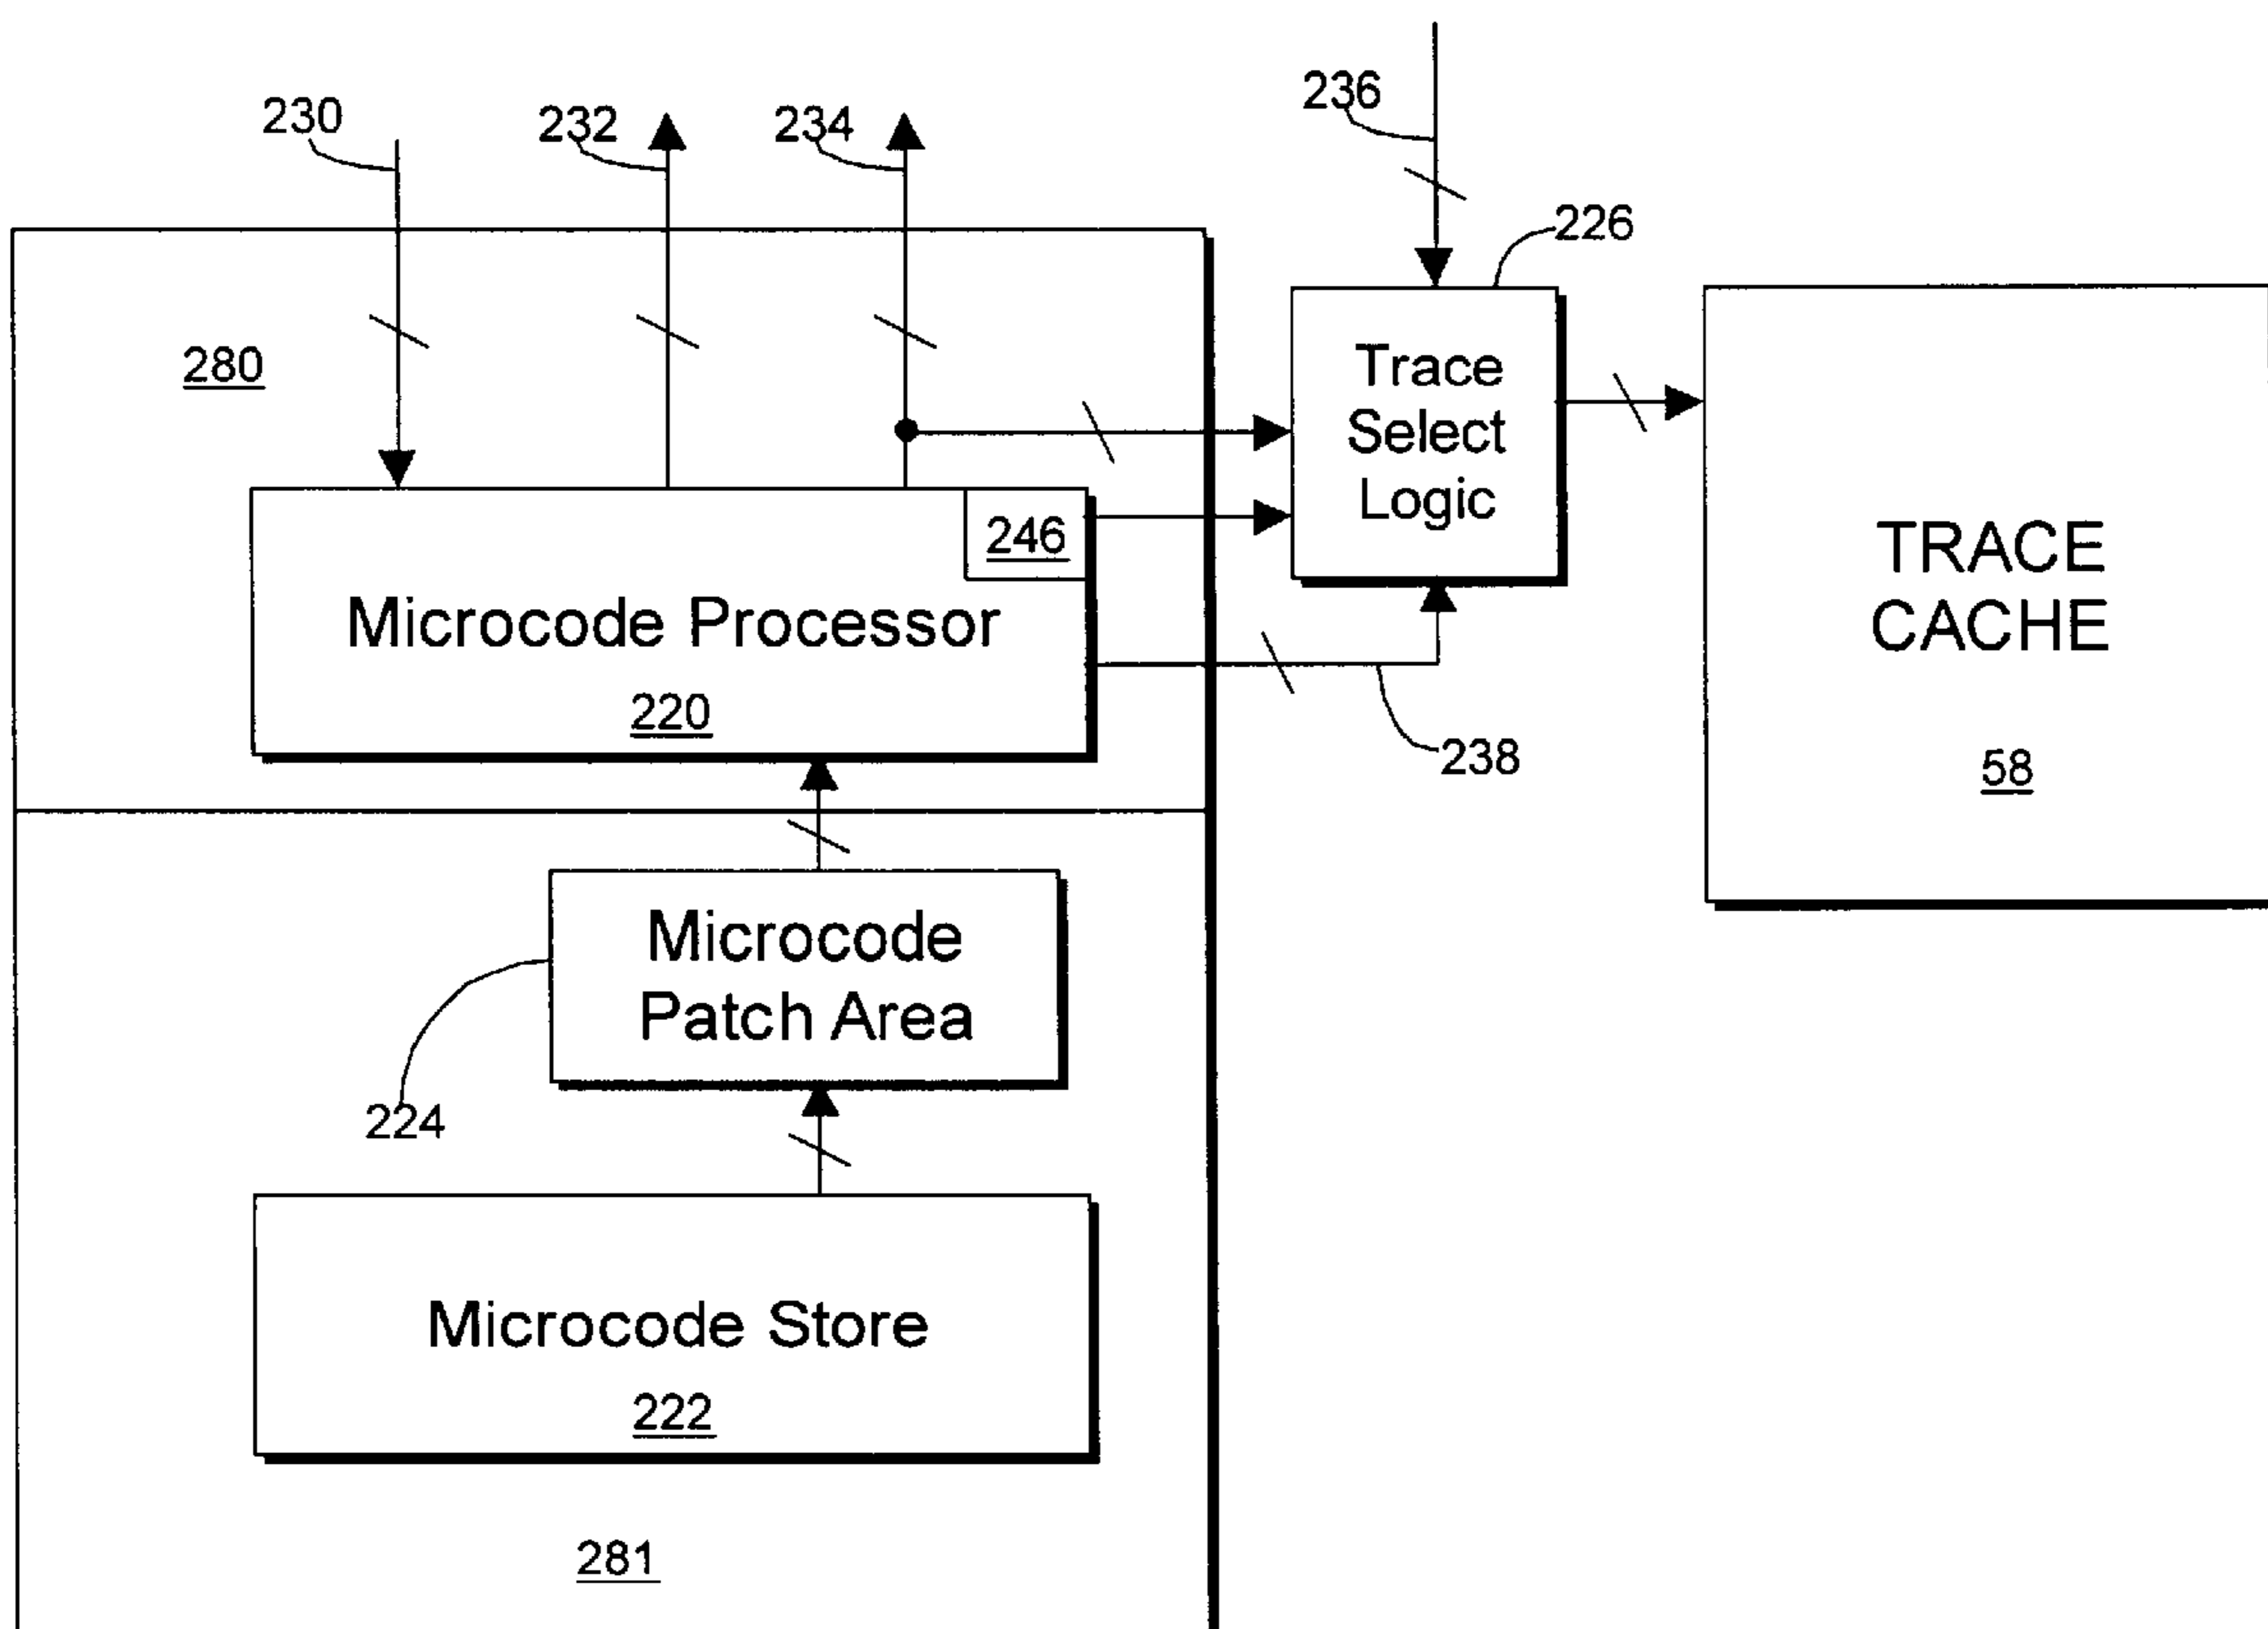 236
230
232
234
226
280
Trace
Select
Logic
246
TRACE
CACHE
Microcode Processor
220
238
58
Microcode
Patch Area
224
Microcode Store
222
281